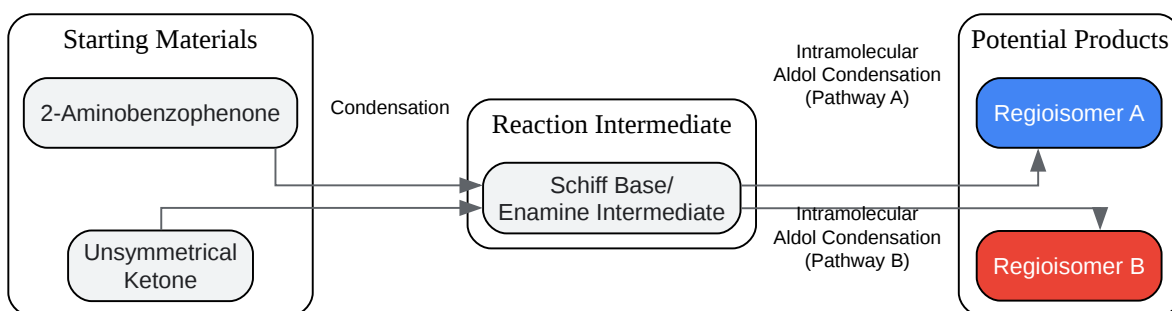 Starting Materials
2-Aminobenzophenone
Unsymmetrical
Ketone
Condensation
Reaction Intermediate
Schiff Base/
Enamine Intermediate
Intramolecular
Aldol Condensation
(Pathway A)
Intramolecular
Aldol Condensation
(Pathway B)
Potential Products
Regioisomer A
Regioisomer B